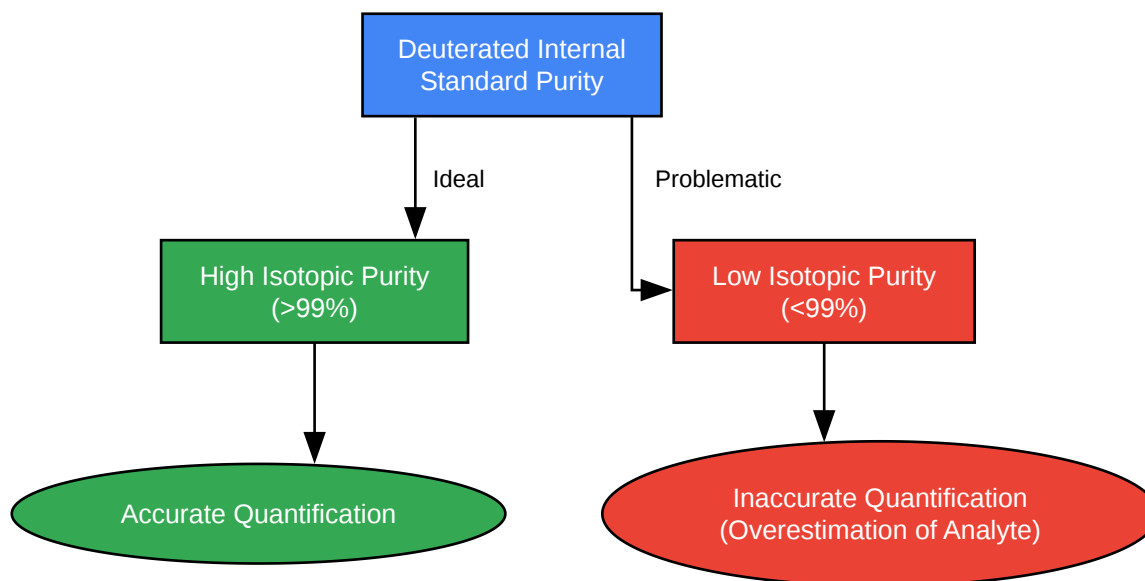 Deuterated Internal
Standard Purity
Ideal
Problematic
High Isotopic Purity
(>99%)
Low Isotopic Purity
(<99%)
Accurate Quantification
Inaccurate Quantification
(Overestimation of Analyte)